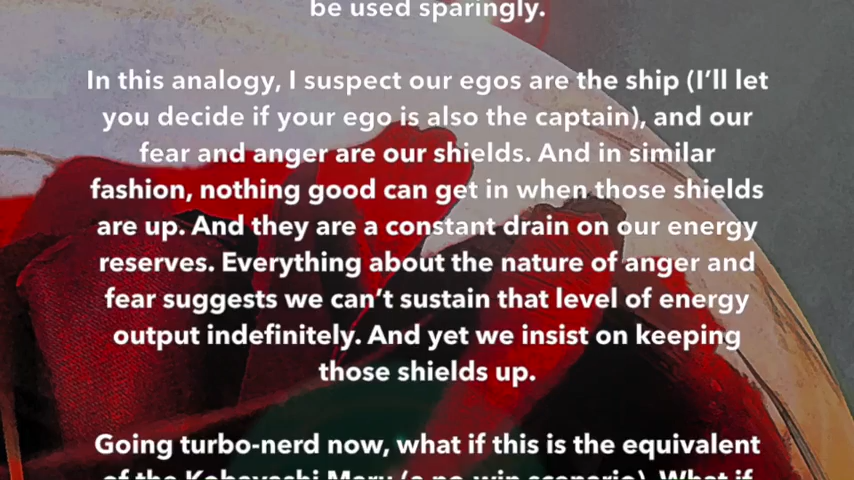 be used sparingly.
In this analogy, I suspect our egos are the ship (I’ll let
you decide if your ego is also the captain), and our
fear and anger are our shields. And in similar
fashion, nothing good can get in when those shields
are up. And they are a constant drain on our energy
reserves. Everything about the nature of anger and
fear suggests we can’t sustain that level of energy
output indefinitely. And yet we insist on keeping
those shields up.
Going turbo-nerd now, what if this is the equivalent
of the Kobayashi Maru (a no-win scenario). What if